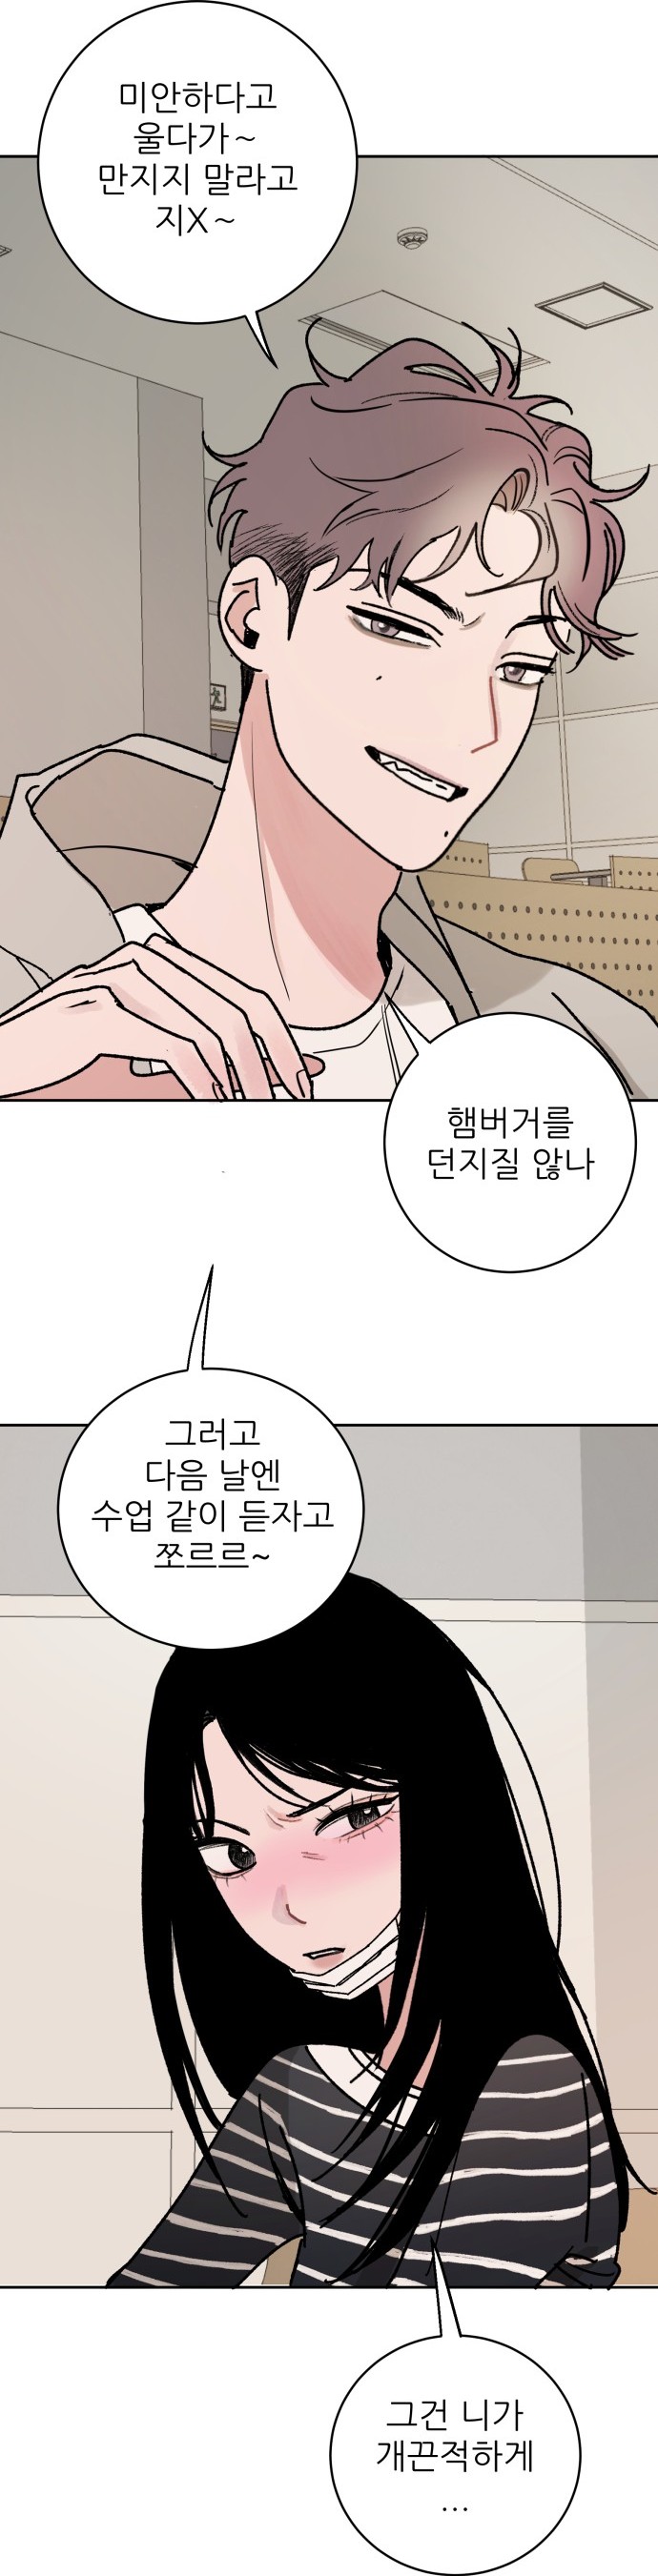 미안하다고
울다가~
만지지 말라고
지X~
햄버거를
던지질 않나
그러고
다음 날엔
수업 같이 듣자고
쪼르르~
그건 니가
개끈적하게
...